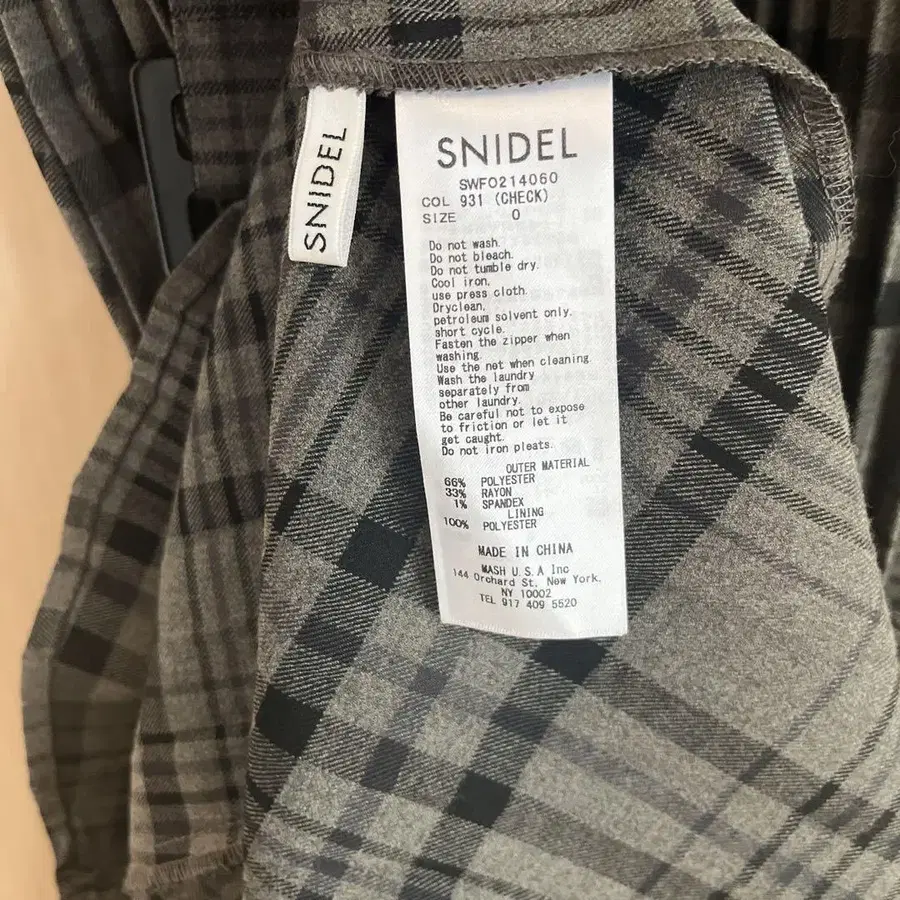 SNIDEL
SNIDEL
SWFO214060
COL 931 (CHECK)
SIZE 0
Do not wash.
Do not bleach.
Do not tumble dry.
Cool iron,
use press cloth.
Dryclean,
petroleum solvent only.
short cycle.
Fasten the zipper when
washing.
Use the net when cleaning
Wash the laundry
separately from
other laundry.
Be careful not to expose
to friction or let it
get caught.
Do not iron pleats.
OUTER MATERIAL
66% POLYESTER
33% RAYON
1% SPANDEX
LINING
100% POLYESTER
MADE IN CHINA
MASH U.S.A Inc
144 Orchard St. New York,
NY 10002
TEL 917 409 5520